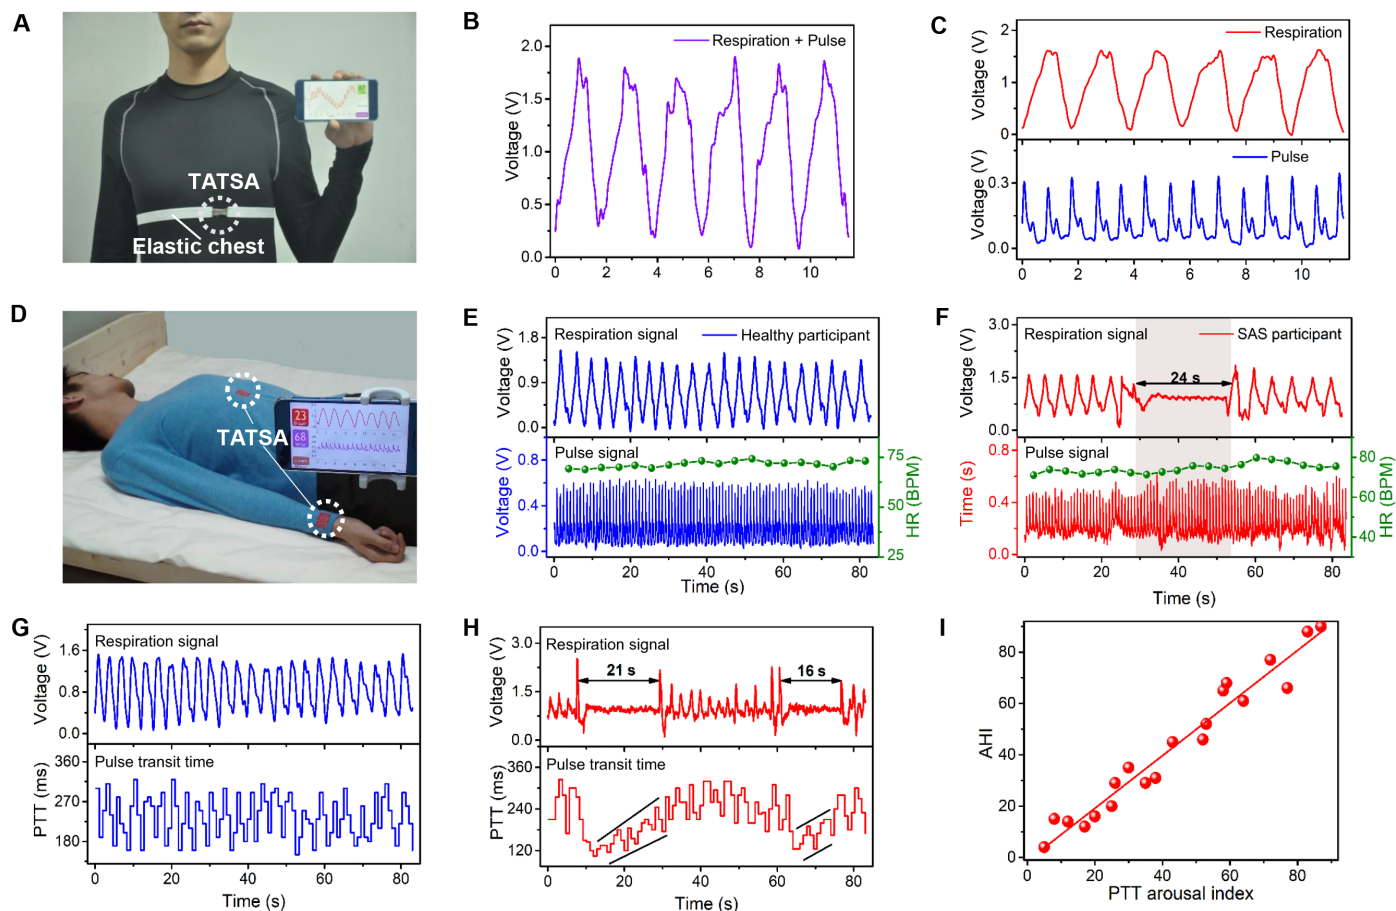 A
TATSA
Elastic chest
B
Respiration + Pulse
Voltage (V)
2.0
1.5
1.0
0.5
0.0
0 2 4 6 8 10
C
Respiration
Voltage (V)
2
1
0
Pulse
Voltage (V)
0.3
0.0
0 2 4 6 8 10
D
TATSA
23
68
E
Respiration signal
Healthy participant
Voltage (V)
1.8
0.9
0.0
Pulse signal
Voltage (V)
0.8
0.4
0.0
75
50
25
HR (BPM)
0 20 40 60 80
Time (s)
F
Respiration signal
SAS participant
24 s
Voltage (V)
3.0
1.5
0.0
Pulse signal
Time (s)
0.8
0.4
0.0
80
60
40
HR (BPM)
0 20 40 60 80
Time (s)
G
Respiration signal
Voltage (V)
1.6
0.8
0.0
Pulse transit time
PTT (ms)
360
270
180
0 20 40 60 80
Time (s)
H
Respiration signal
21 s
16 s
Voltage (V)
3.0
1.5
0.0
Pulse transit time
PTT (ms)
360
240
120
0 20 40 60 80
Time (s)
I
AHI
80
60
40
20
0
0 20 40 60 80
PTT arousal index